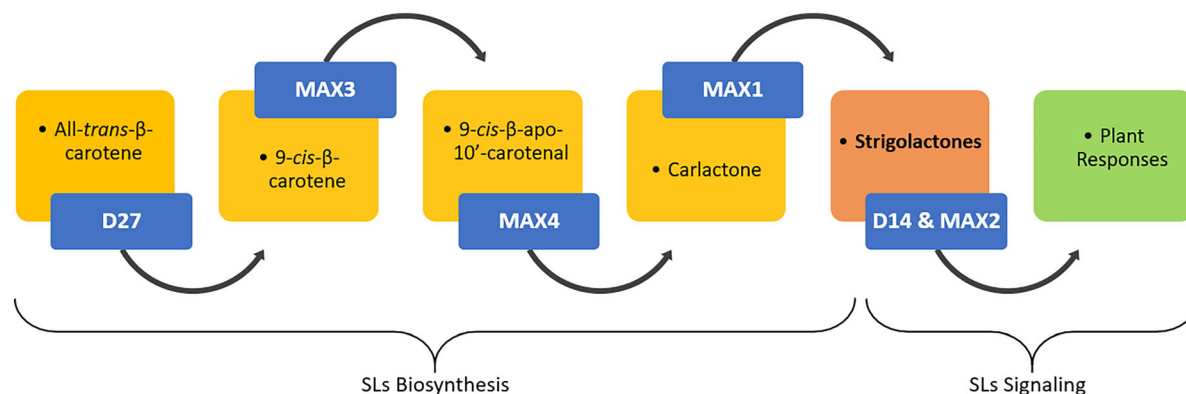 MAX3
MAX1
• All-trans-β-
carotene
• 9-cis-β-
carotene
• 9-cis-β-apo-
10′-carotenal
• Carlactone
• Strigolactones
• Plant
Responses
D27
MAX4
D14 & MAX2
SLs Biosynthesis
SLs Signaling